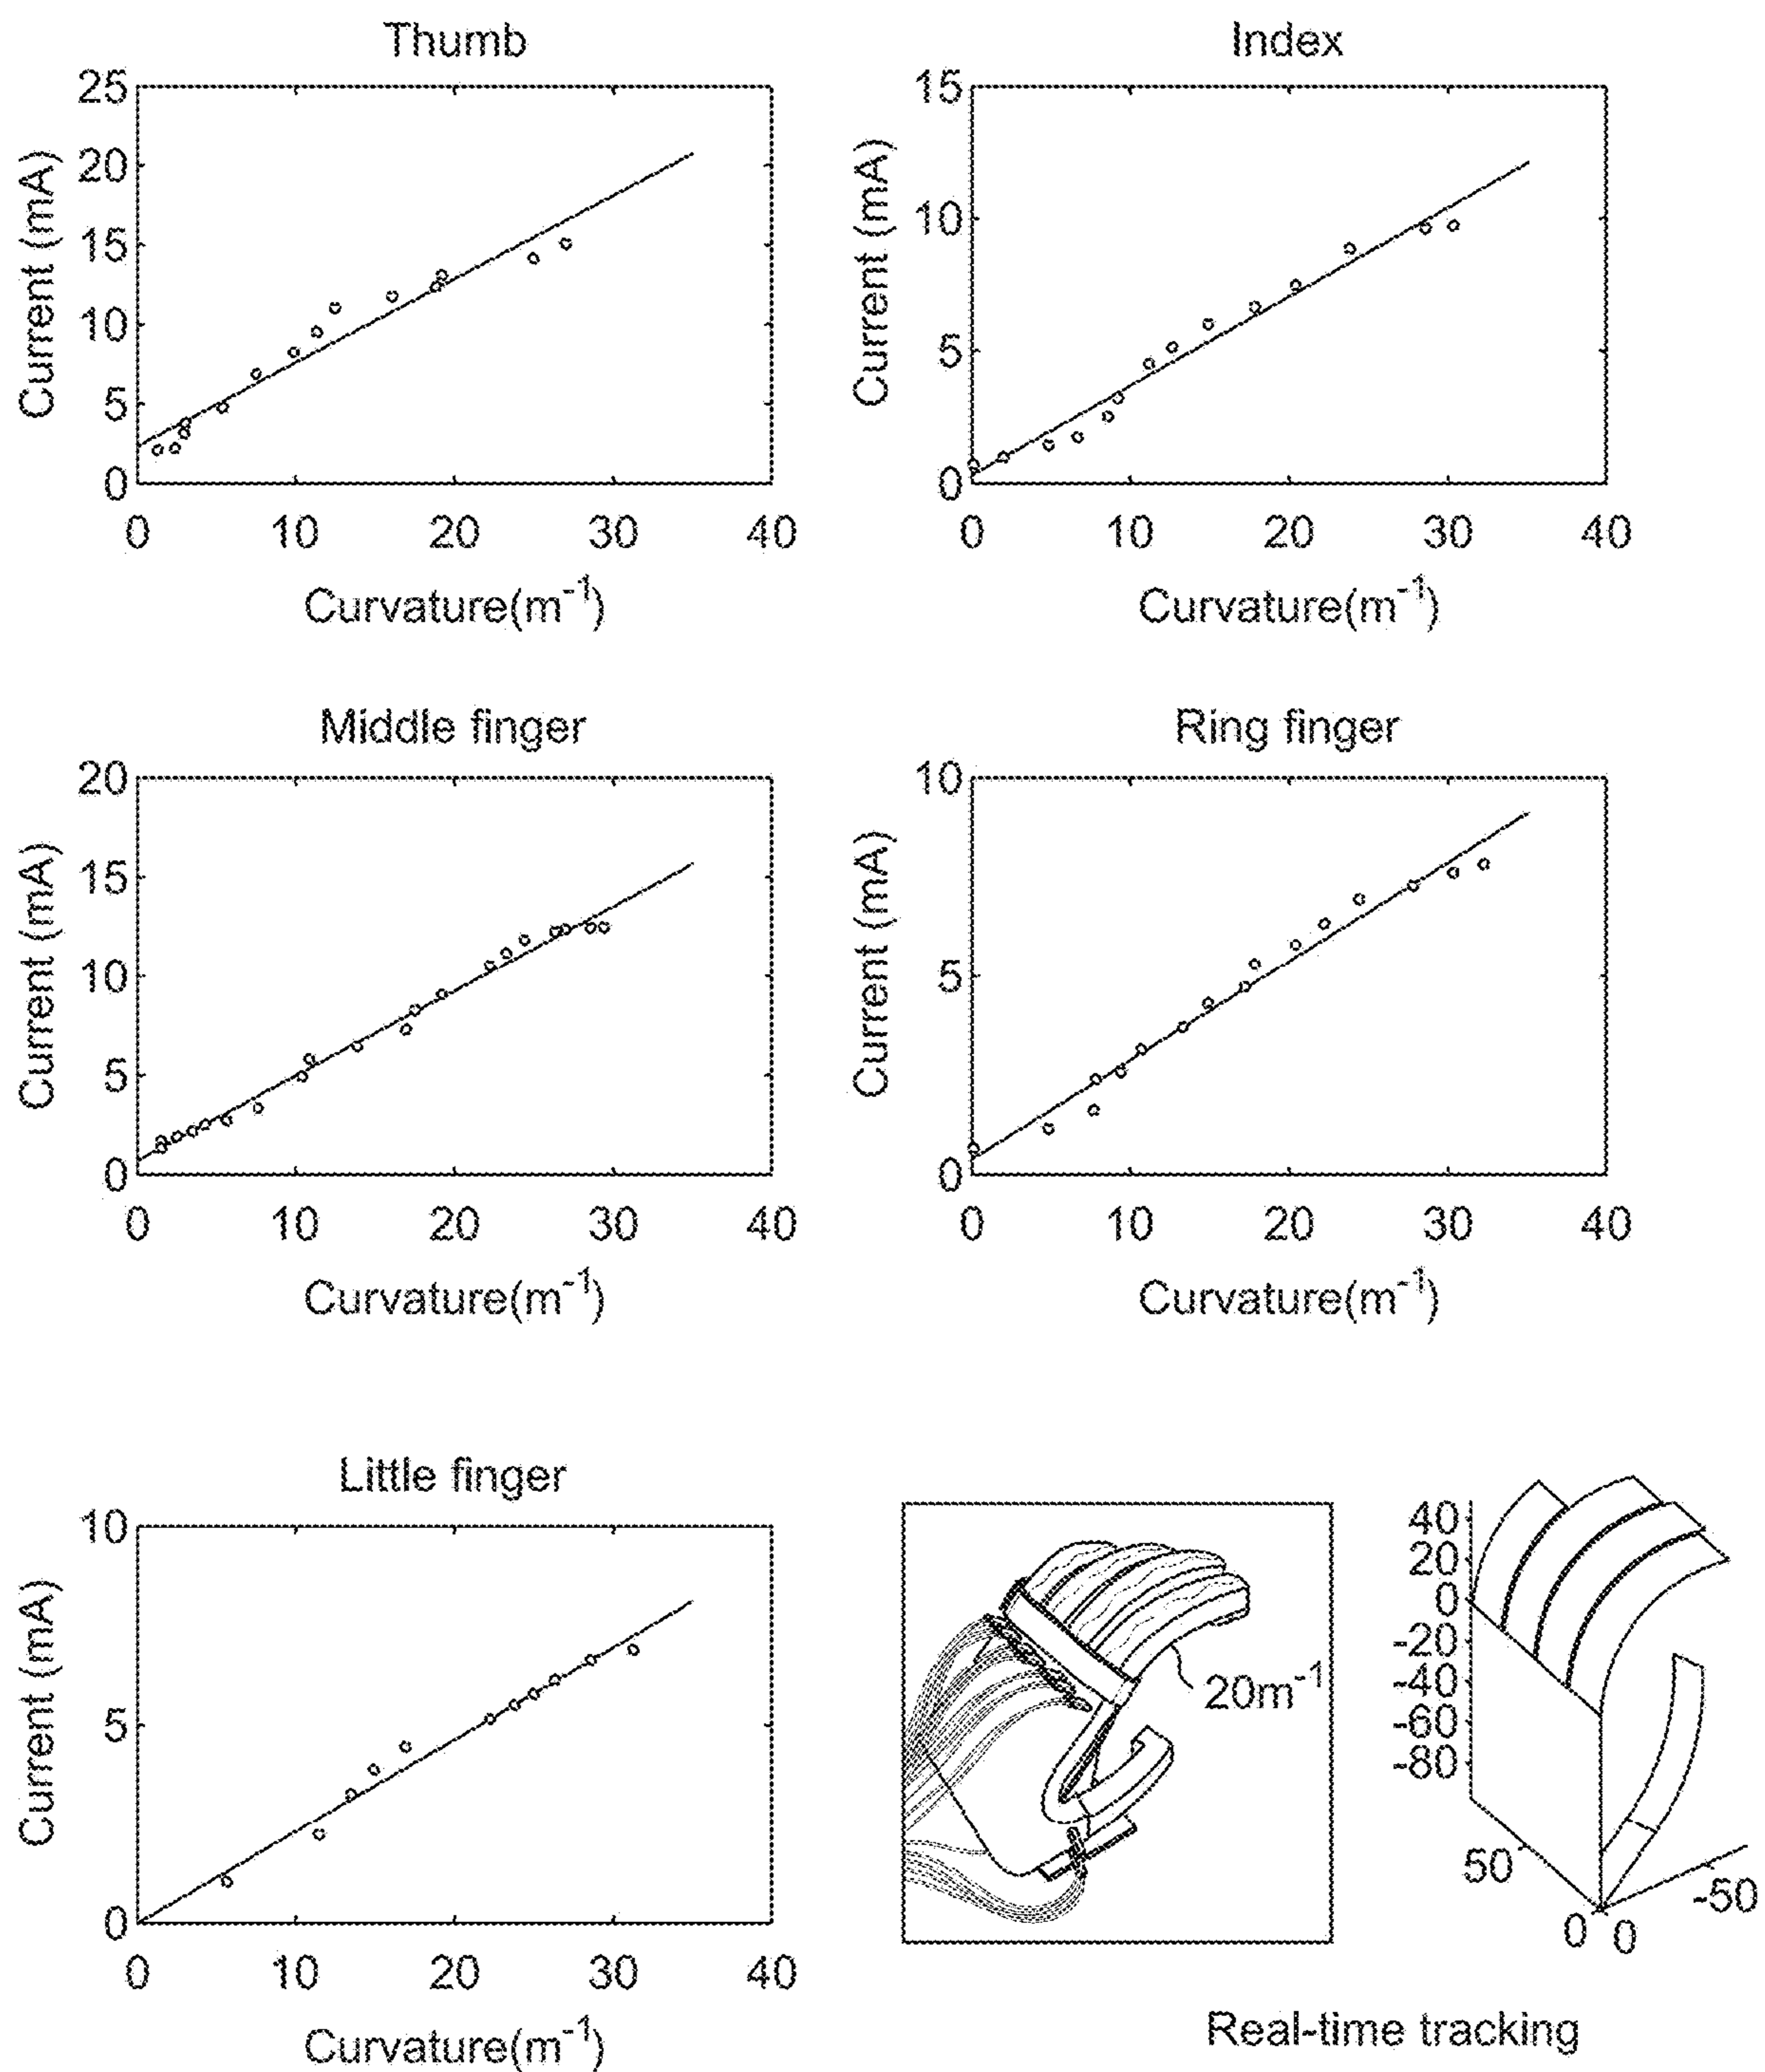 Thumb
25
20
15
10
5
0
Current (mA)
0 10 20 30 40
Curvature(m⁻¹)
Index
15
10
5
0
Current (mA)
0 10 20 30 40
Curvature(m⁻¹)
Middle finger
20
15
10
5
0
Current (mA)
0 10 20 30 40
Curvature(m⁻¹)
Ring finger
10
5
0
Current (mA)
0 10 20 30 40
Curvature(m⁻¹)
Little finger
10
5
0
Current (mA)
0 10 20 30 40
Curvature(m⁻¹)
20m⁻¹
40
20
0
-20
-40
-60
-80
50
0
0
-50
Real-time tracking